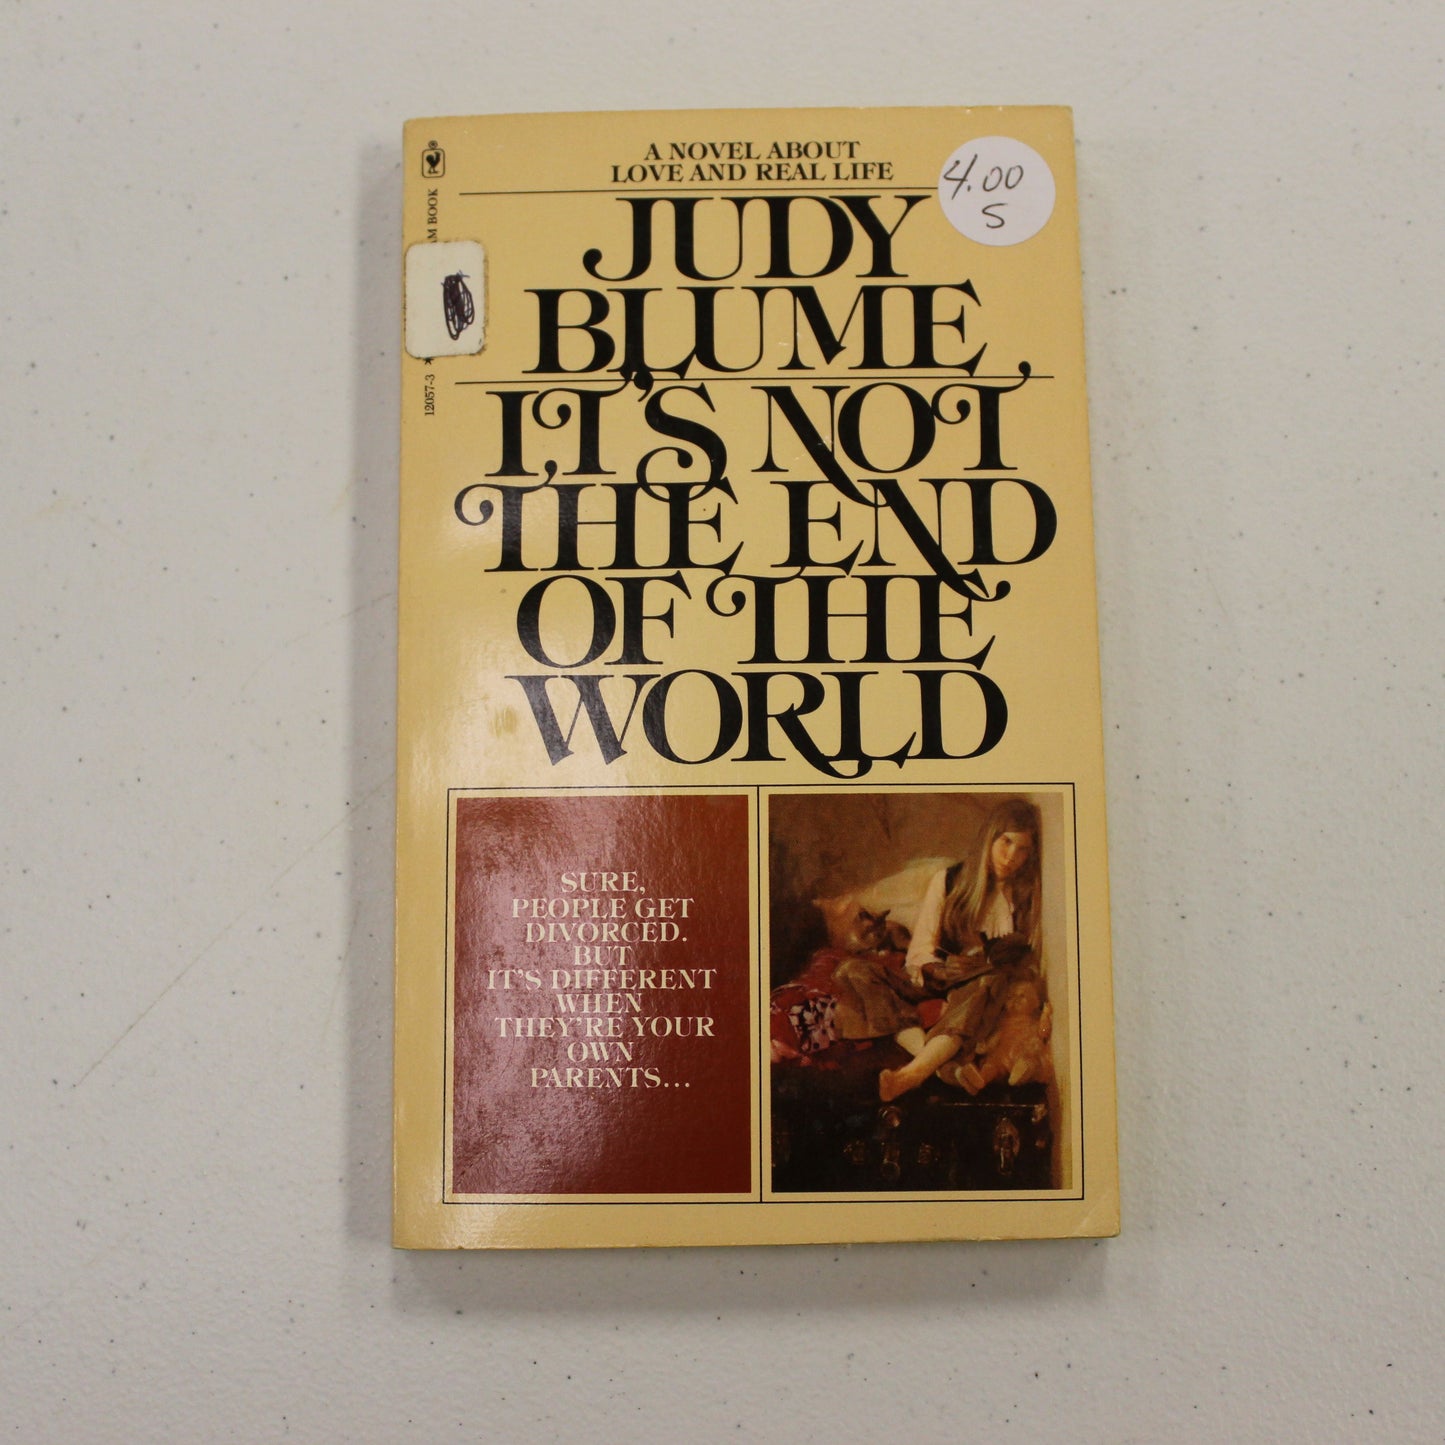 A NOVEL ABOUT
LOVE AND REAL LIFE
4.00
S
JUDY
BLUME
IT'S NOT
THE END
OF THE
WORLD
SURE,
PEOPLE GET
DIVORCED.
BUT
IT'S DIFFERENT
WHEN
THEY'RE YOUR
OWN
PARENTS...
12057-3
BOOK
®